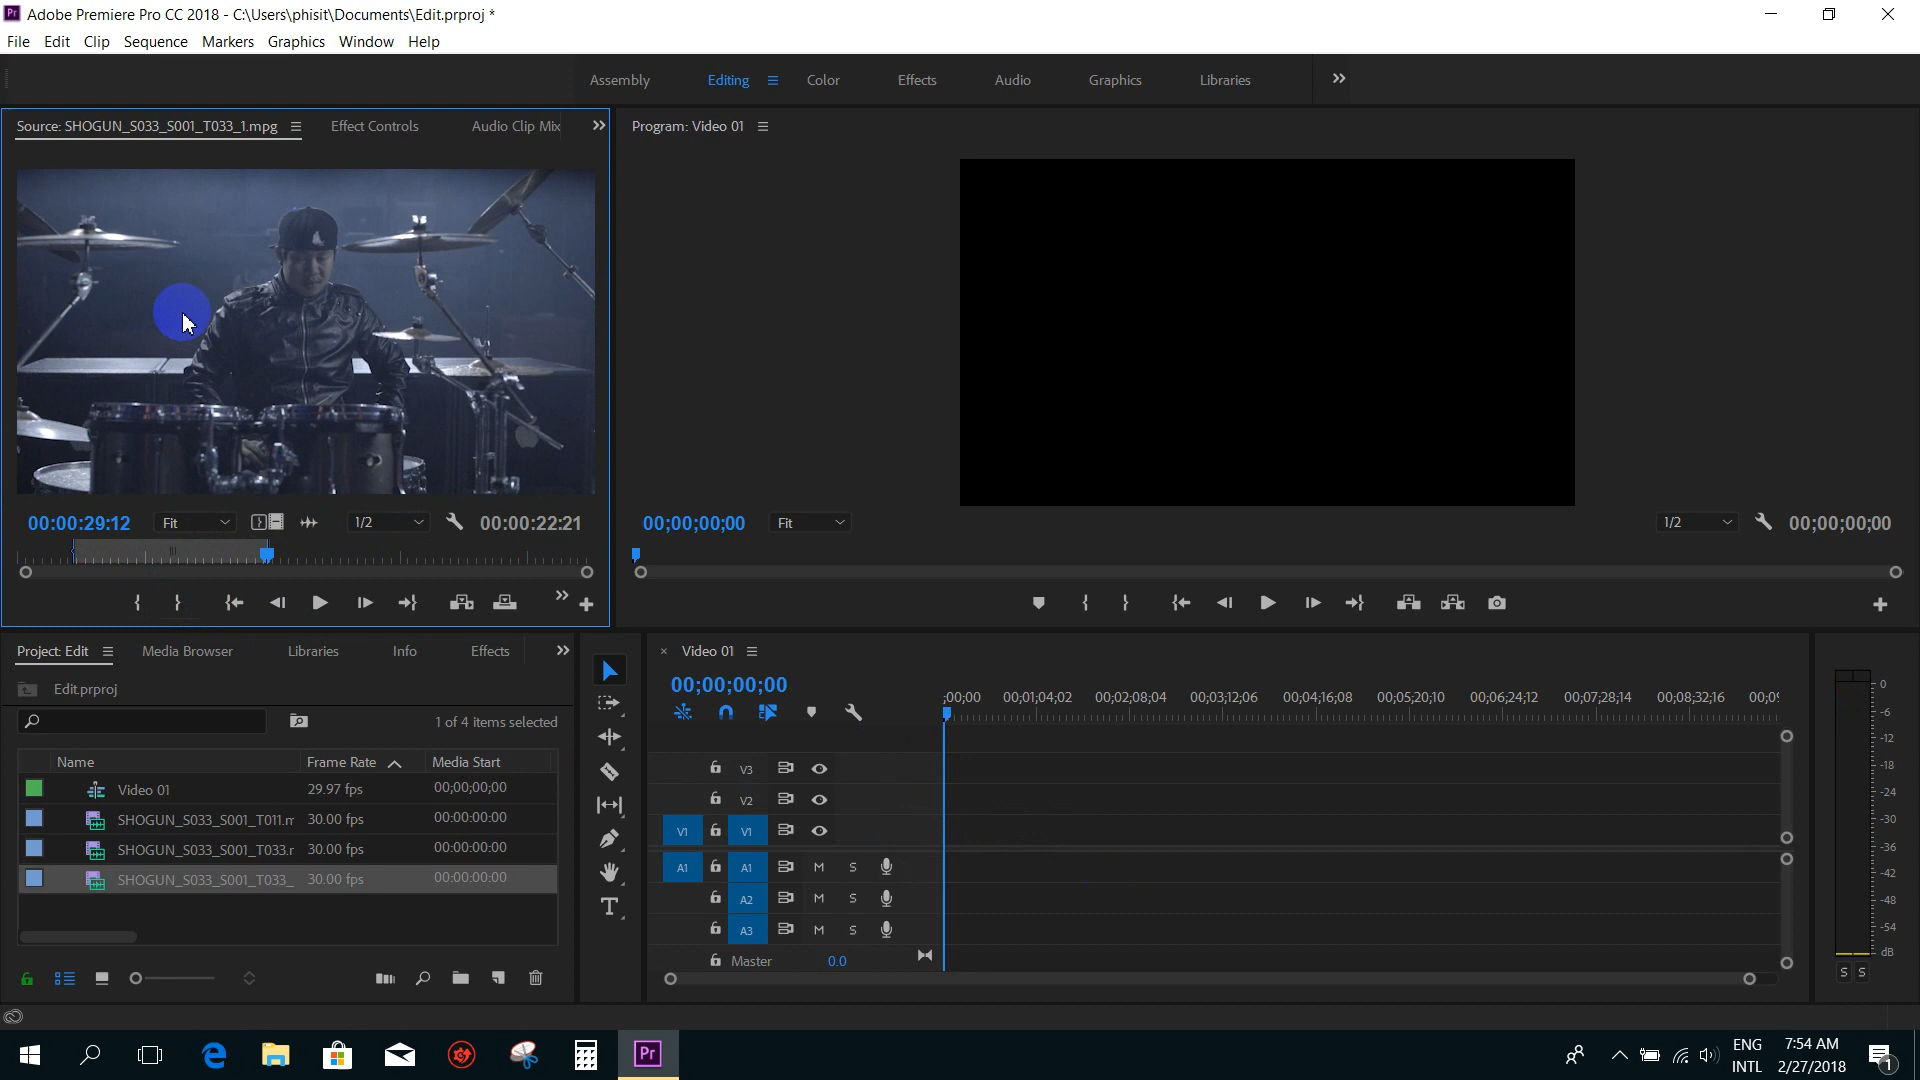 Pr Adobe Premiere Pro CC 2018 - C:\Users\phisit\Documents\Edit.prproj *
File Edit Clip Sequence Markers Graphics Window Help
Assembly Editing Color Effects Audio Graphics Libraries
Source: SHOGUN_S033_S001_T033_1.mpg Effect Controls Audio Clip Mix
Program: Video 01
00:00:29:12 Fit 1/2 00:00:22:21
00;00;00;00 Fit 1/2 00;00;00;00
Project: Edit Media Browser Libraries Info Effects
Edit.prproj
1 of 4 items selected
Name Frame Rate Media Start
Video 01 29.97 fps 00;00;00;00
SHOGUN_S033_S001_T011.m 30.00 fps 00:00:00:00
SHOGUN_S033_S001_T033.r 30.00 fps 00:00:00:00
SHOGUN_S033_S001_T033_ 30.00 fps 00:00:00:00
T
× Video 01
00;00;00;00
;00;00 00;01;04;02 00;02;08;04 00;03;12;06 00;04;16;08 00;05;20;10 00;06;24;12 00;07;28;14 00;08;32;16 00;09
V3
V2
V1 V1
A1 A1 M S
A2 M S
A3 M S
Master 0.0
0
-6
-12
-18
-24
-30
-36
-42
-48
-54
dB
S S
Pr
ENG
INTL
7:54 AM
2/27/2018
1